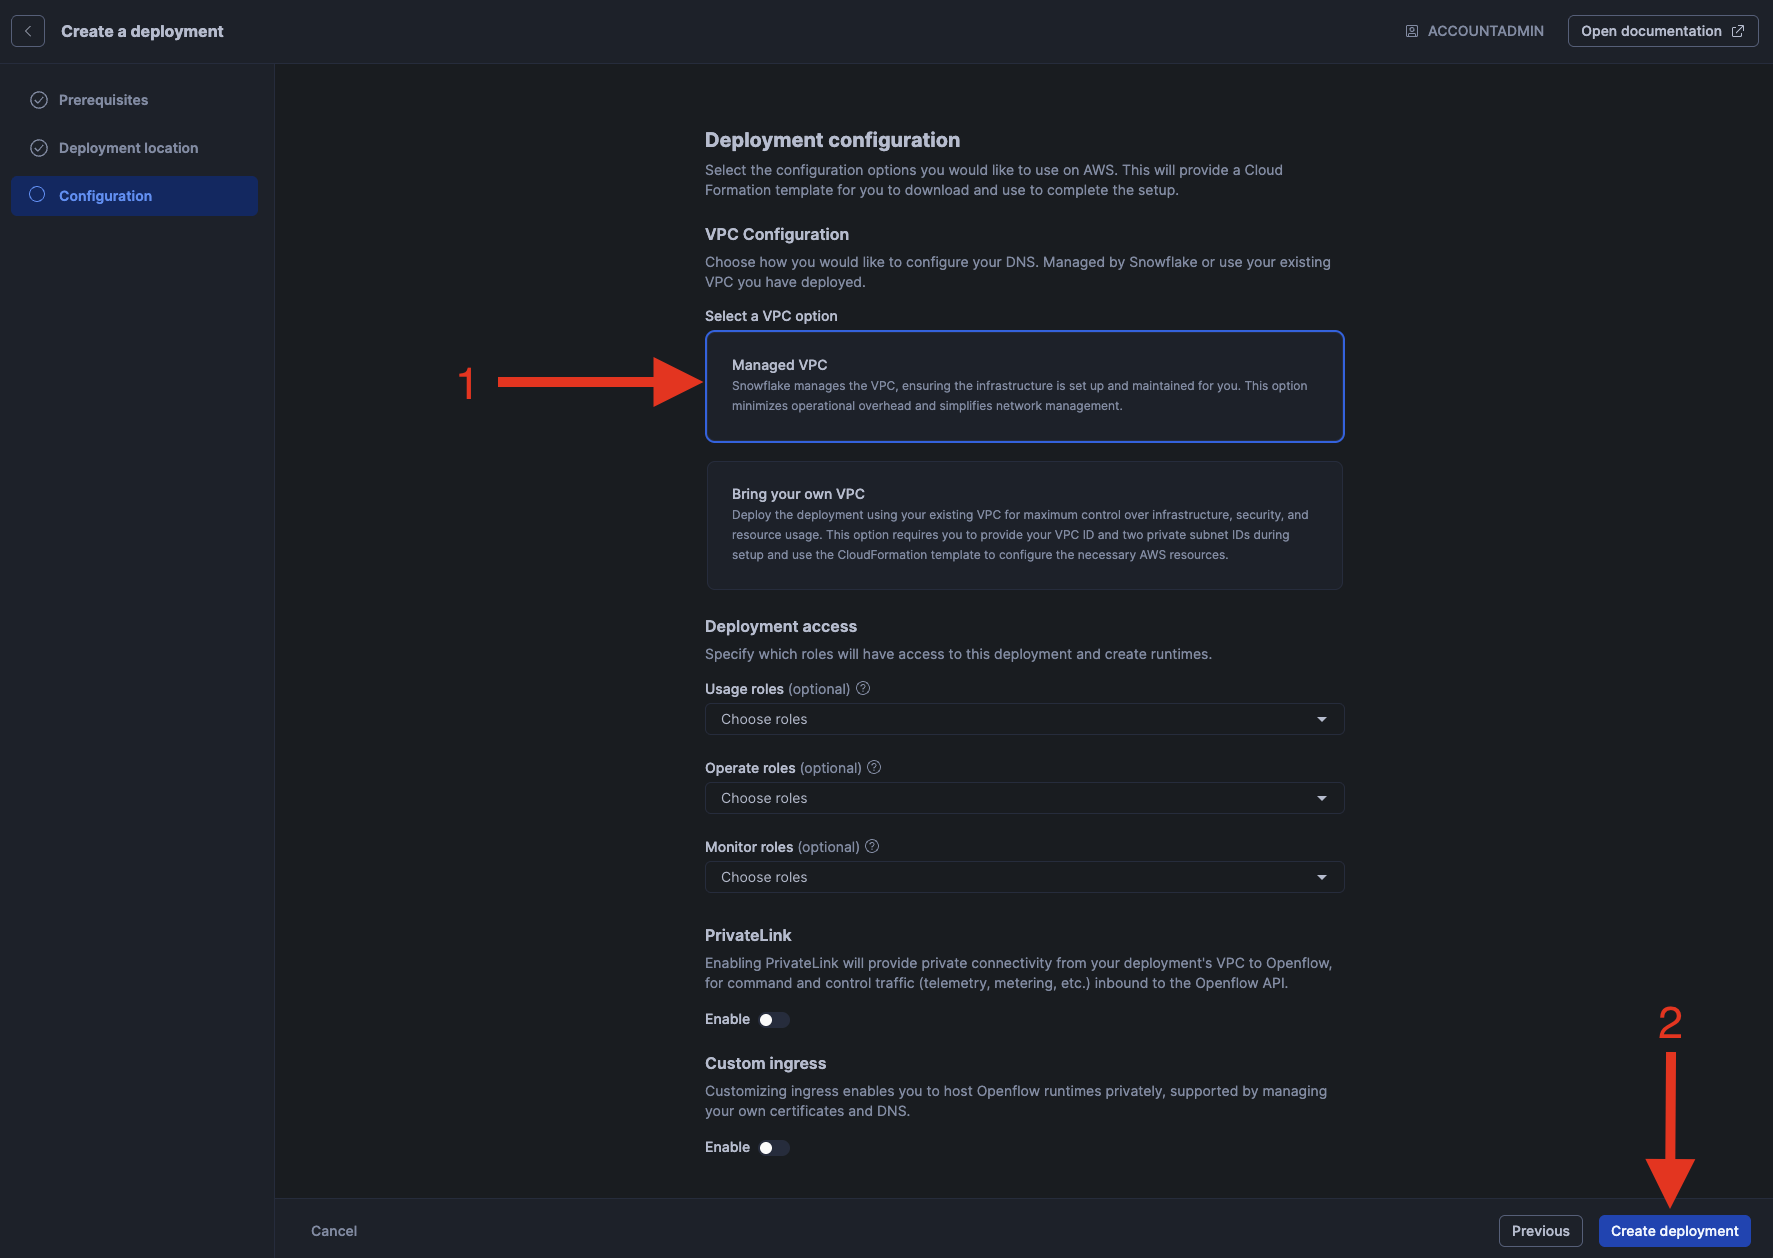 Create a deployment
ACCOUNTADMIN
Open documentation
Prerequisites
Deployment location
Configuration
Deployment configuration
Select the configuration options you would like to use on AWS. This will provide a Cloud
Formation template for you to download and use to complete the setup.
VPC Configuration
Choose how you would like to configure your DNS. Managed by Snowflake or use your existing
VPC you have deployed.
Select a VPC option
1
Managed VPC
Snowflake manages the VPC, ensuring the infrastructure is set up and maintained for you. This option
minimizes operational overhead and simplifies network management.
Bring your own VPC
Deploy the deployment using your existing VPC for maximum control over infrastructure, security, and
resource usage. This option requires you to provide your VPC ID and two private subnet IDs during
setup and use the CloudFormation template to configure the necessary AWS resources.
Deployment access
Specify which roles will have access to this deployment and create runtimes.
Usage roles (optional) ?
Choose roles
Operate roles (optional) ?
Choose roles
Monitor roles (optional) ?
Choose roles
PrivateLink
Enabling PrivateLink will provide private connectivity from your deployment's VPC to Openflow,
for command and control traffic (telemetry, metering, etc.) inbound to the Openflow API.
Enable
2
Custom ingress
Customizing ingress enables you to host Openflow runtimes privately, supported by managing
your own certificates and DNS.
Enable
Cancel
Previous
Create deployment